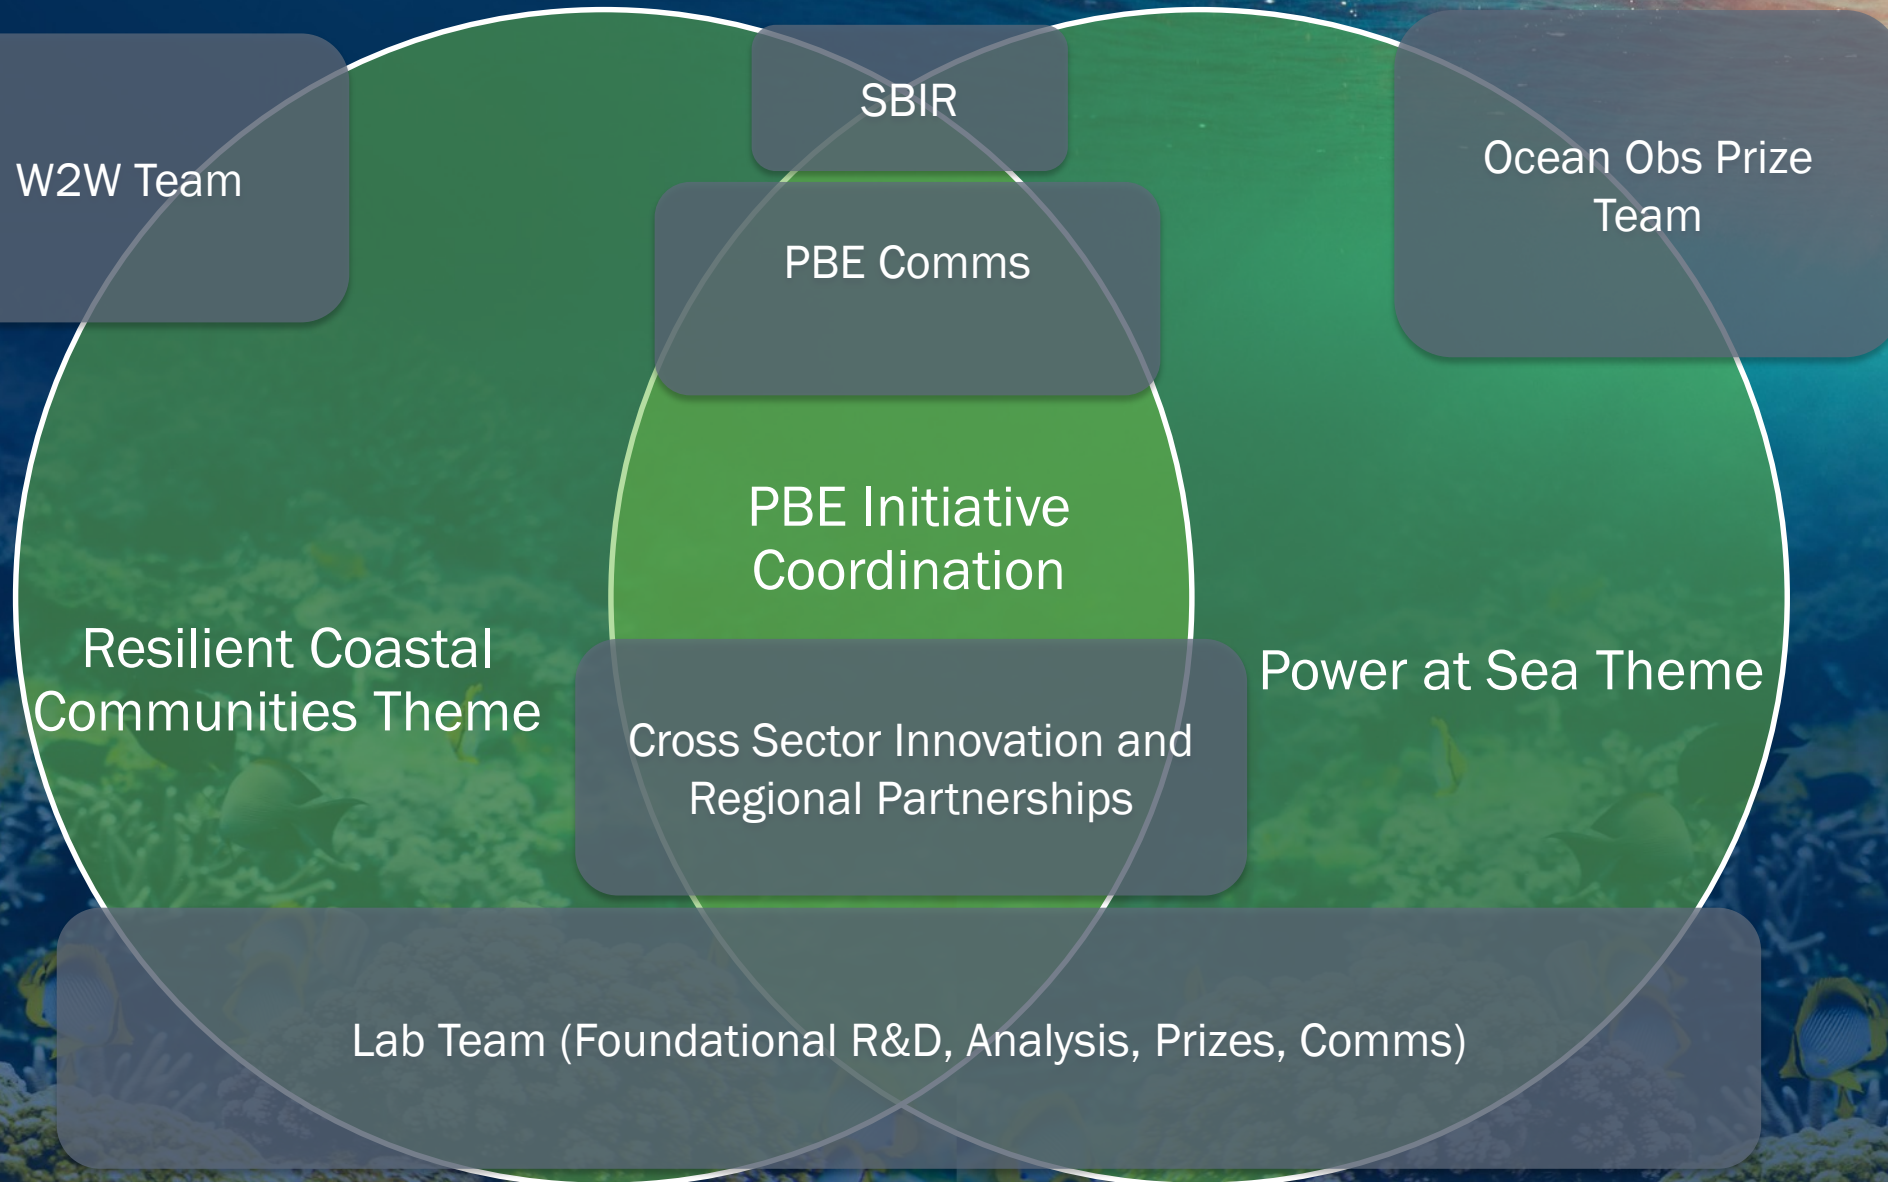 SBIR
W2W Team
Ocean Obs Prize
Team
PBE Comms
PBE Initiative
Coordination
Resilient Coastal
Communities Theme
Power at Sea Theme
Cross Sector Innovation and
Regional Partnerships
Lab Team (Foundational R&D, Analysis, Prizes, Comms)